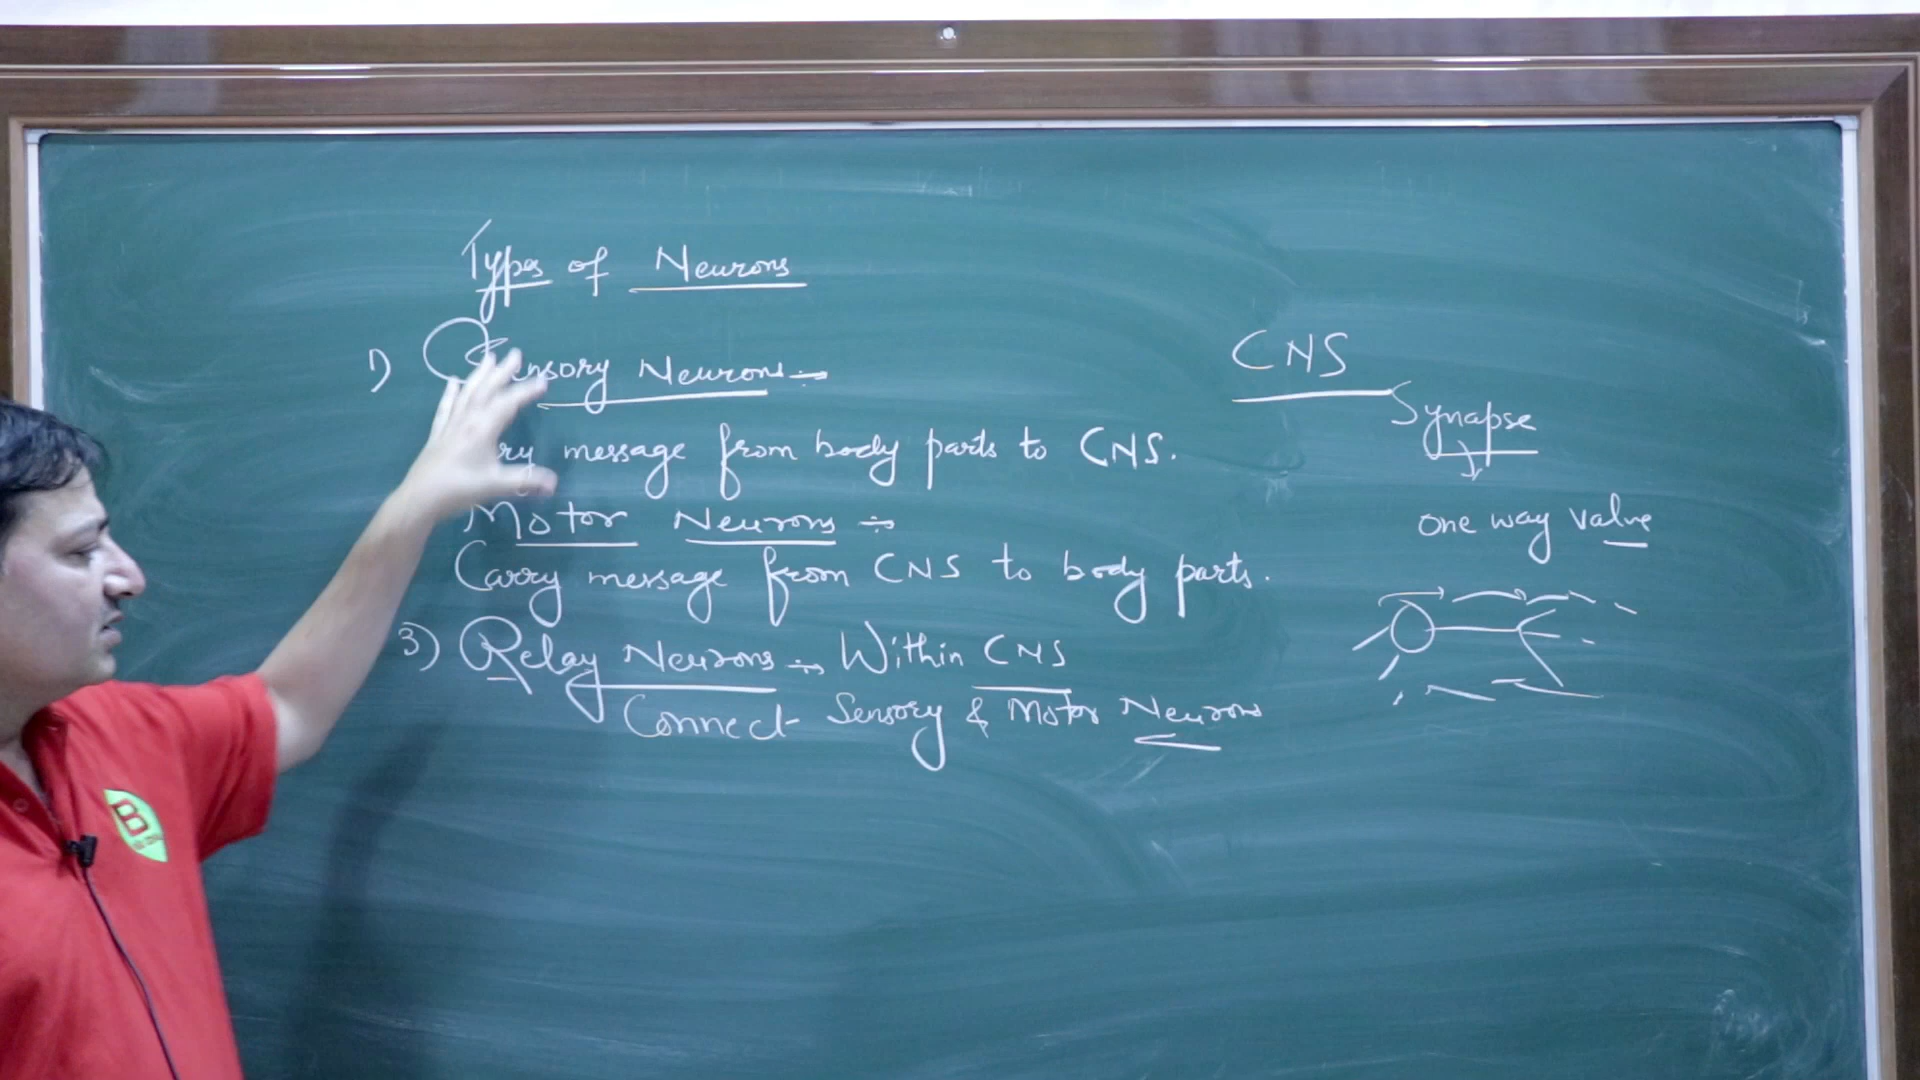 Types of Neurons
1) Sensory Neurons :-
ry message from body parts to CNS.
Motor Neurons :-
Carry message from CNS to body parts.
3) Relay Neurons :- Within CNS
Connect Sensory & Motor Neurons
CNS
Synapse
one way valve
B